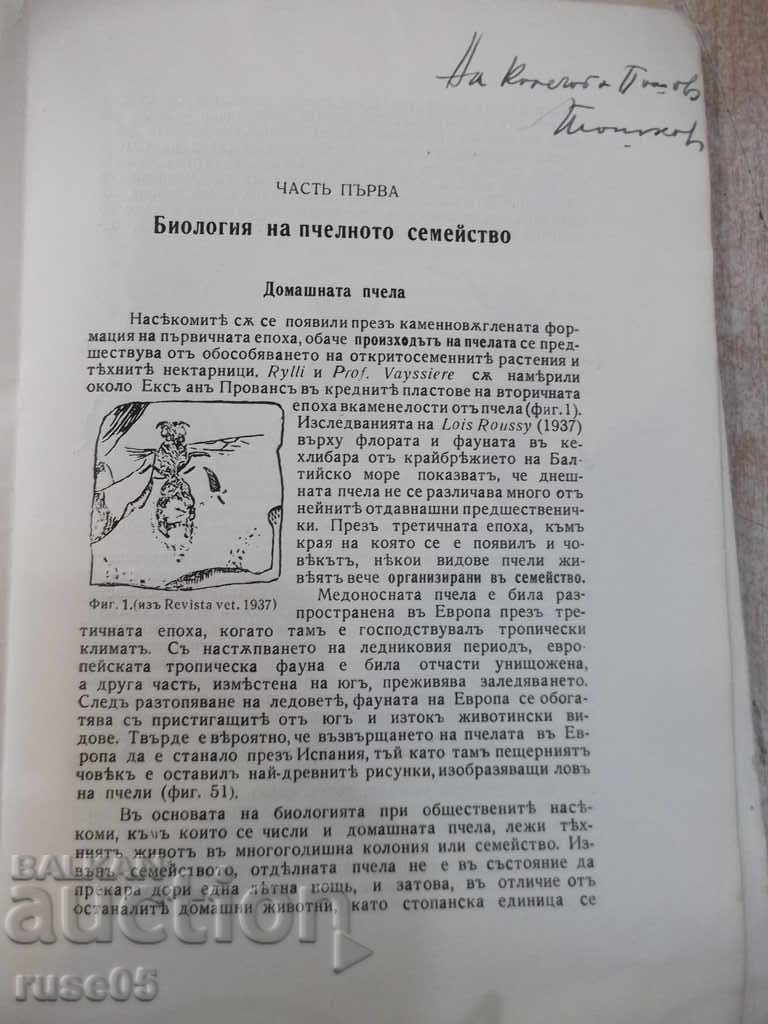 На Колегата Попов
ЧАСТЬ ПЪРВА
Биология на пчелното семейство
Домашната пчела
Насѣкомитѣ сѫ се появили презъ каменновѫглената фор-
мация на първичната епоха, обаче произходътъ на пчелата се пред-
шествува отъ обособяването на откритосеменнитѣ растения и
тѣхнитѣ нектарници. Rylli и Prof. Vayssiere сѫ намѣрили
около Ексъ анъ Провансъ въ креднитѣ пластове на вторичната
епоха вкаменелости отъ пчела (фиг. 1).
Изследванията на Lois Roussy (1937)
върху флората и фауната въ кех-
хлибара отъ крайбрѣжието на Бал-
тийско море показватъ, че днеш-
ната пчела не се различава много отъ
нейнитѣ отдавнашни предшественич-
ки. Презъ третичната епоха, къмъ
края на която се е появилъ и чо-
вѣкътъ, нѣкои видове пчели жи-
вѣятъ вече организирани въ семейство.
Фиг. 1.(изъ Revista vet. 1937)
Медоносната пчела е била раз-
пространена въ Европа презъ тре-
тичната епоха, когато тамъ е господствувалъ тропически
климатъ. Съ настѫпването на ледниковия периодъ, евро-
пейската тропическа фауна е била отчасти унищожена,
а друга часть, измѣстена на югъ, преживява заледяването.
Следъ разтопяване на ледоветѣ, фауната на Европа се обога-
тява съ пристигащитѣ отъ югъ и изтокъ животински ви-
дове. Твърде е вѣроятно, че възвърщането на пчелата въ Ев-
ропа да е станало презъ Испания, тъй като тамъ пещерниятъ
човѣкъ е оставилъ най-древнитѣ рисунки, изобразяващи ловъ
на пчели (фиг. 51).
Въ основата на биологията при общественитѣ насѣ-
коми, къмъ които се числи и домашната пчела, лежи тѣх-
ниятъ животъ въ многогодишна колония или семейство. Из-
вънъ семейството, отдѣлната пчела не е въ състояние да
прекара дори една лѣтна нощь, и затова, въ отличие отъ
останалитѣ домашни животни, като стопанска единица се
BALKAN
auction
ruse05